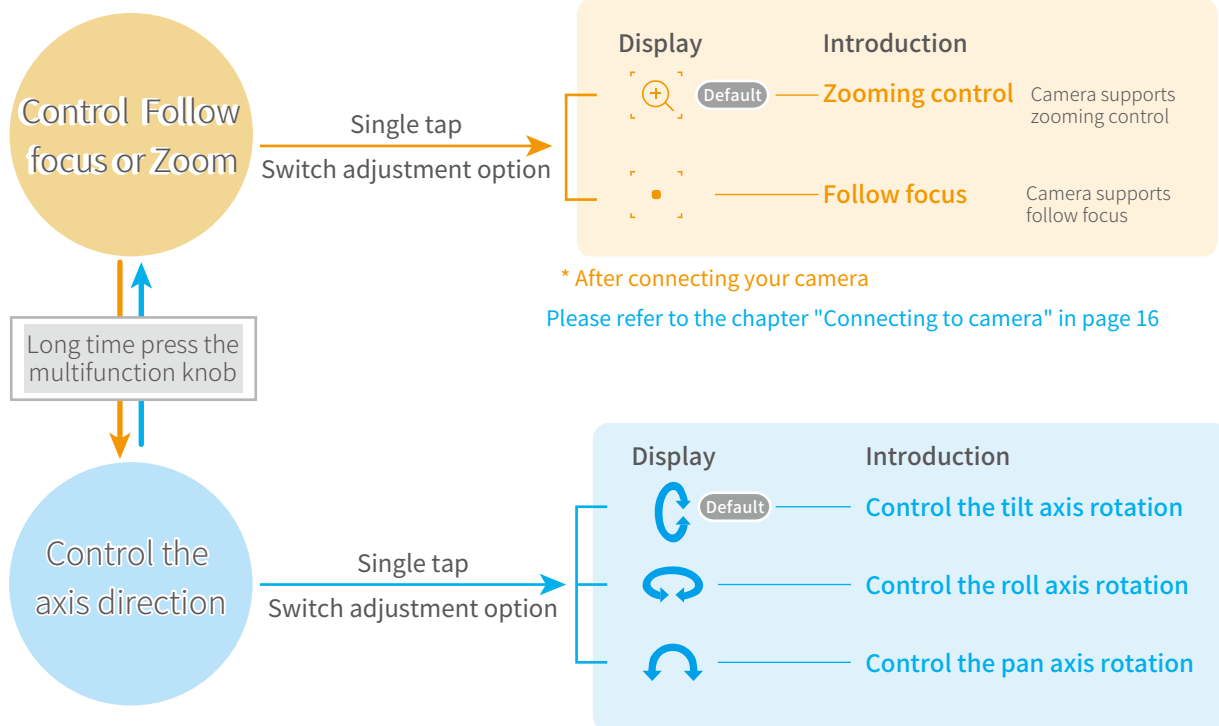 Control Follow
focus or Zoom
Single tap
Switch adjustment option
Display Introduction
Default Zooming control Camera supports
zooming control
Follow focus Camera supports
follow focus
* After connecting your camera
Please refer to the chapter "Connecting to camera" in page 16
Long time press the
multifunction knob
Control the
axis direction
Single tap
Switch adjustment option
Display Introduction
Default Control the tilt axis rotation
Control the roll axis rotation
Control the pan axis rotation